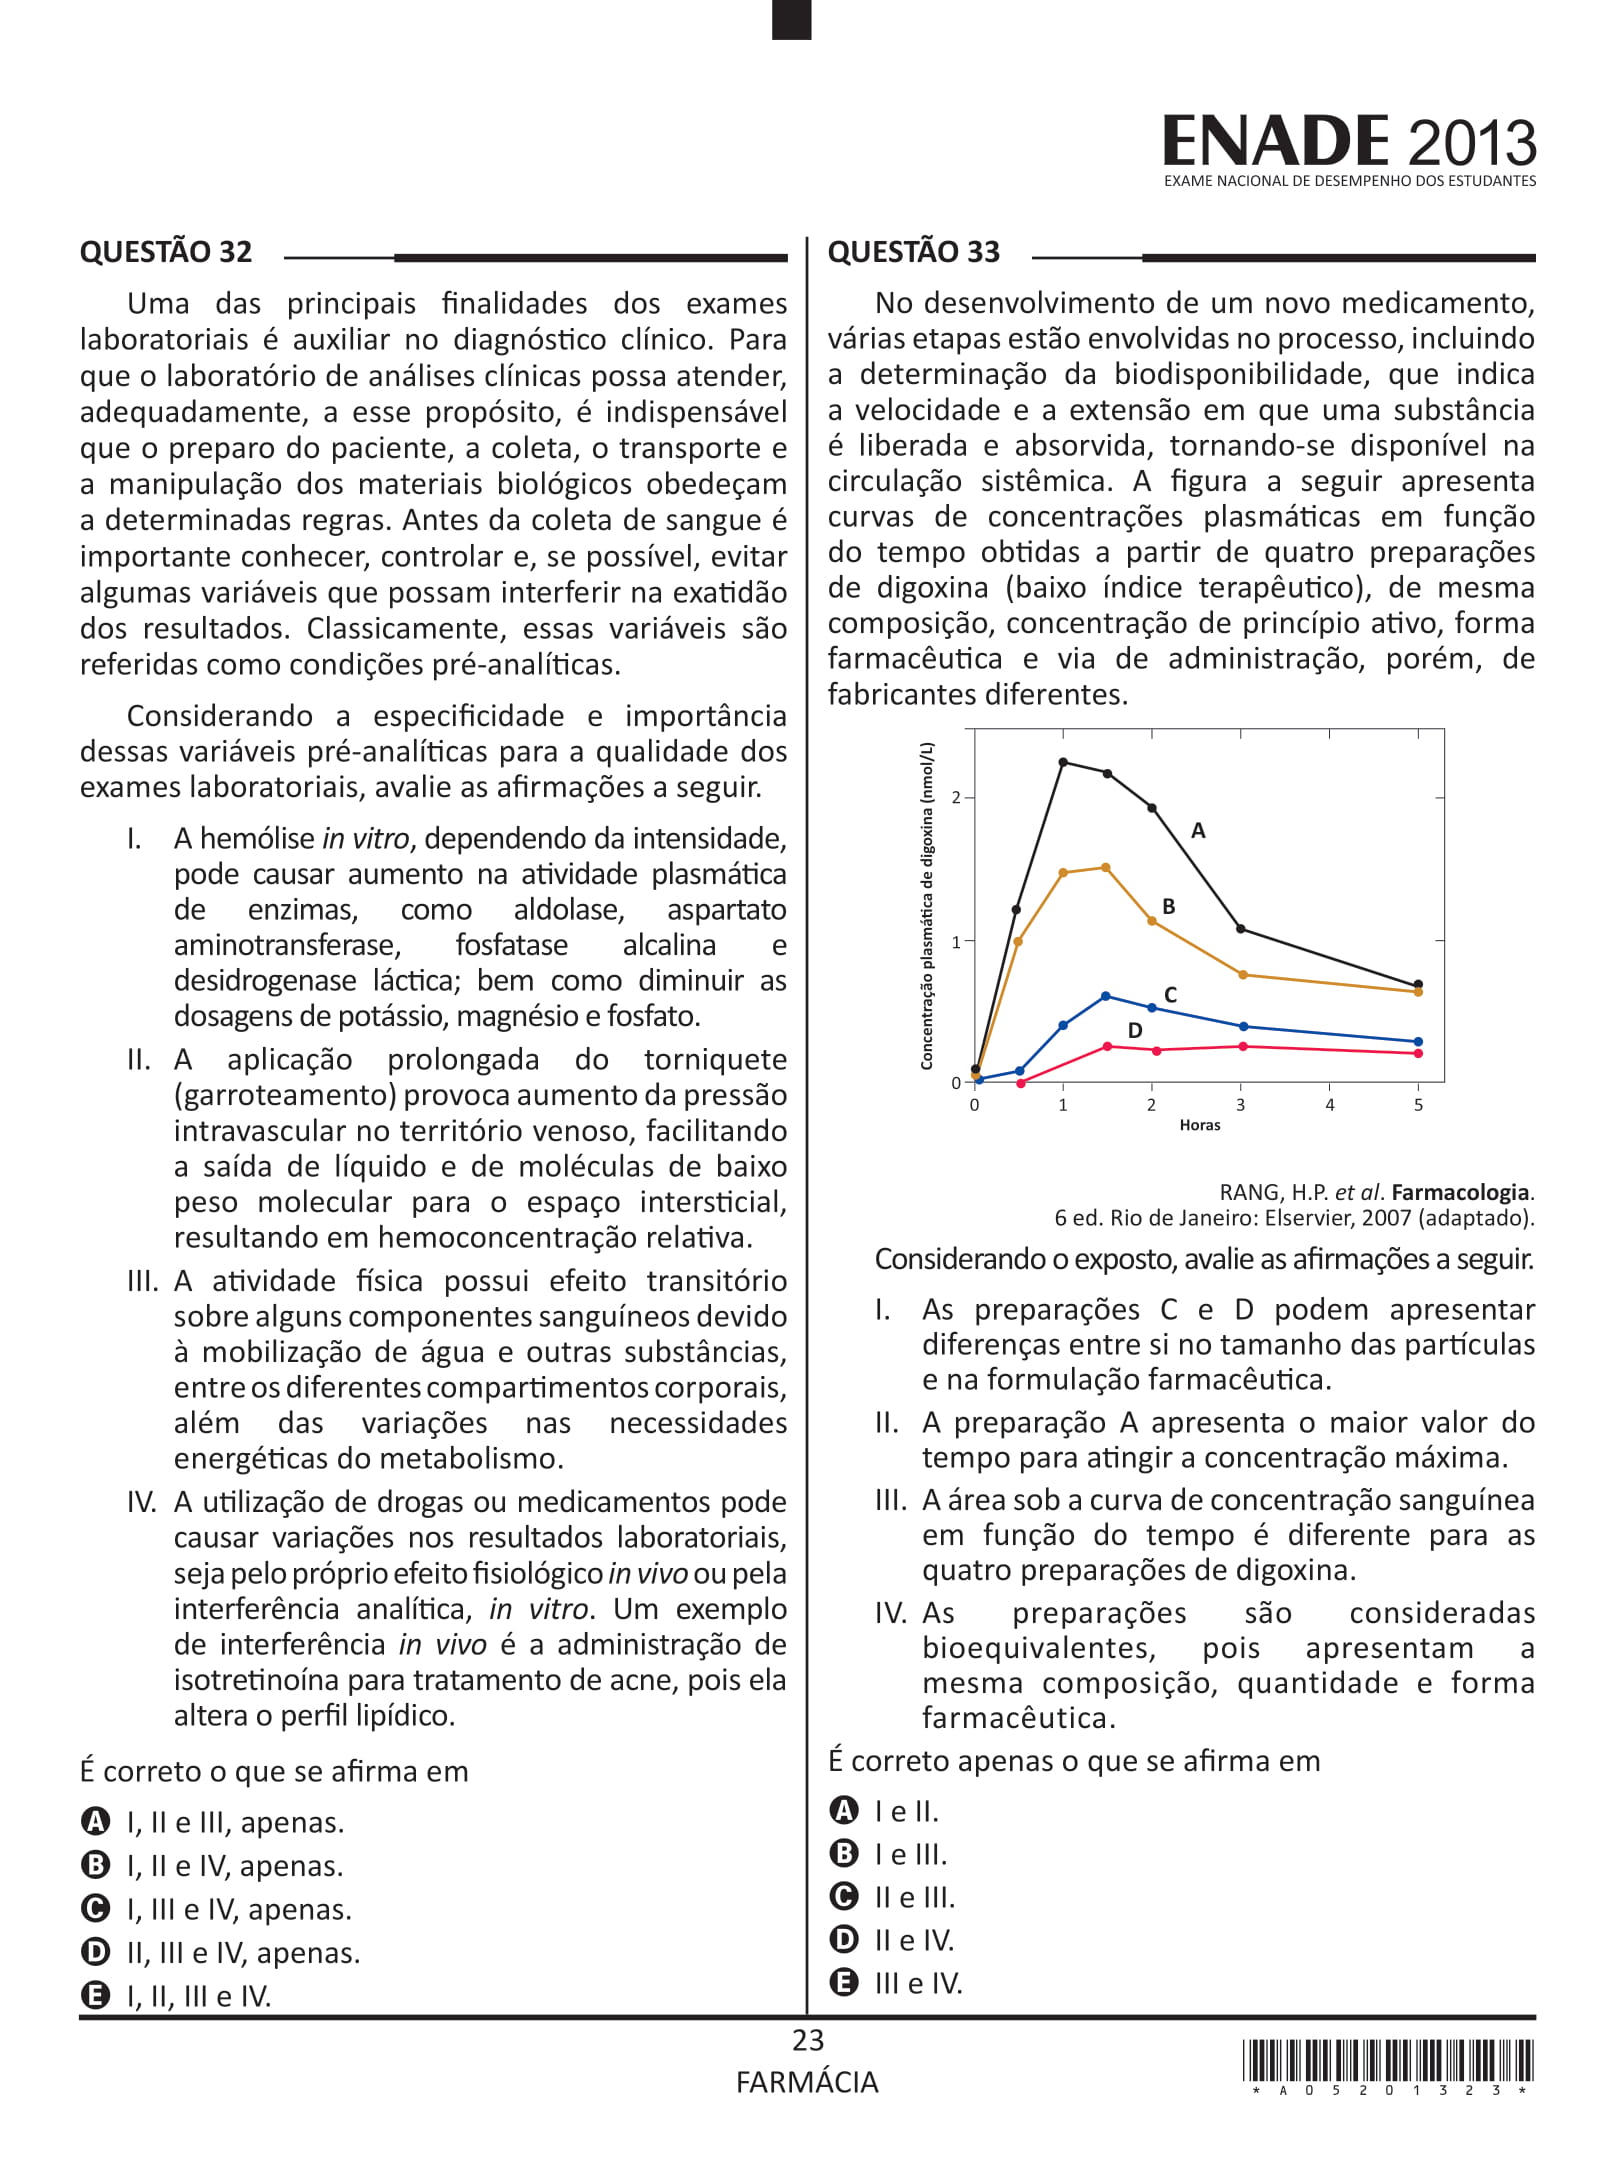 ENADE 2013
EXAME NACIONAL DE DESEMPENHO DOS ESTUDANTES
QUESTÃO 32
Uma das principais finalidades dos exames
laboratoriais é auxiliar no diagnóstico clínico. Para
que o laboratório de análises clínicas possa atender,
adequadamente, a esse propósito, é indispensável
que o preparo do paciente, a coleta, o transporte e
a manipulação dos materiais biológicos obedeçam
a determinadas regras. Antes da coleta de sangue é
importante conhecer, controlar e, se possível, evitar
algumas variáveis que possam interferir na exatidão
dos resultados. Classicamente, essas variáveis são
referidas como condições pré-analíticas.
Considerando a especificidade e importância
dessas variáveis pré-analíticas para a qualidade dos
exames laboratoriais, avalie as afirmações a seguir.
I. A hemólise in vitro, dependendo da intensidade,
pode causar aumento na atividade plasmática
de enzimas, como aldolase, aspartato
aminotransferase, fosfatase alcalina e
desidrogenase láctica; bem como diminuir as
dosagens de potássio, magnésio e fosfato.
II. A aplicação prolongada do torniquete
(garroteamento) provoca aumento da pressão
intravascular no território venoso, facilitando
a saída de líquido e de moléculas de baixo
peso molecular para o espaço intersticial,
resultando em hemoconcentração relativa.
III. A atividade física possui efeito transitório
sobre alguns componentes sanguíneos devido
à mobilização de água e outras substâncias,
entre os diferentes compartimentos corporais,
além das variações nas necessidades
energéticas do metabolismo.
IV. A utilização de drogas ou medicamentos pode
causar variações nos resultados laboratoriais,
seja pelo próprio efeito fisiológico in vivo ou pela
interferência analítica, in vitro. Um exemplo
de interferência in vivo é a administração de
isotretinoína para tratamento de acne, pois ela
altera o perfil lipídico.
É correto o que se afirma em
A I, II e III, apenas.
B I, II e IV, apenas.
C I, III e IV, apenas.
D II, III e IV, apenas.
E I, II, III e IV.
QUESTÃO 33
No desenvolvimento de um novo medicamento,
várias etapas estão envolvidas no processo, incluindo
a determinação da biodisponibilidade, que indica
a velocidade e a extensão em que uma substância
é liberada e absorvida, tornando-se disponível na
circulação sistêmica. A figura a seguir apresenta
curvas de concentrações plasmáticas em função
do tempo obtidas a partir de quatro preparações
de digoxina (baixo índice terapêutico), de mesma
composição, concentração de princípio ativo, forma
farmacêutica e via de administração, porém, de
fabricantes diferentes.
Concentração plasmática de digoxina (nmol/L)
2
1
0
A
B
C
D
0 1 2 3 4 5
Horas
RANG, H.P. et al. Farmacologia.
6 ed. Rio de Janeiro: Elservier, 2007 (adaptado).
Considerando o exposto, avalie as afirmações a seguir.
I. As preparações C e D podem apresentar
diferenças entre si no tamanho das partículas
e na formulação farmacêutica.
II. A preparação A apresenta o maior valor do
tempo para atingir a concentração máxima.
III. A área sob a curva de concentração sanguínea
em função do tempo é diferente para as
quatro preparações de digoxina.
IV. As preparações são consideradas
bioequivalentes, pois apresentam a
mesma composição, quantidade e forma
farmacêutica.
É correto apenas o que se afirma em
A I e II.
B I e III.
C II e III.
D II e IV.
E III e IV.
23
FARMÁCIA
* A 0 5 2 0 1 3 2 3 *